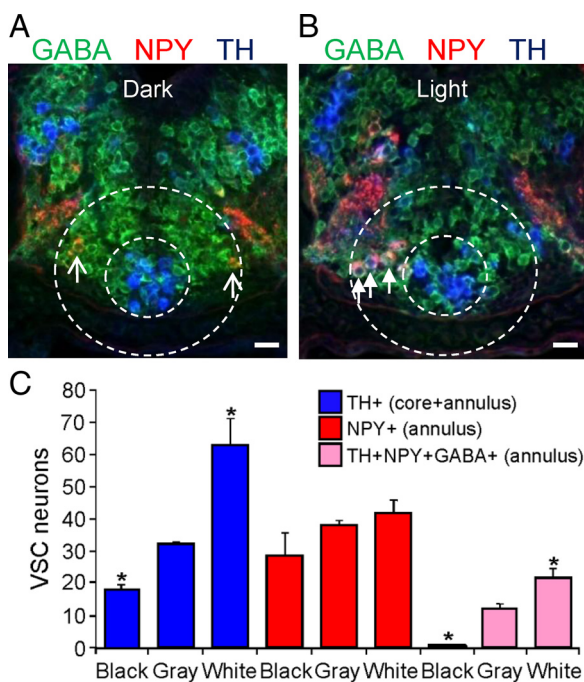 A
GABA NPY TH
Dark
B
GABA NPY TH
Light
C
80
70
60
50
40
30
20
10
0
VSC neurons
*
*
*
*
TH+ (core+annulus)
NPY+ (annulus)
TH+NPY+GABA+ (annulus)
Black Gray White Black Gray White Black Gray White